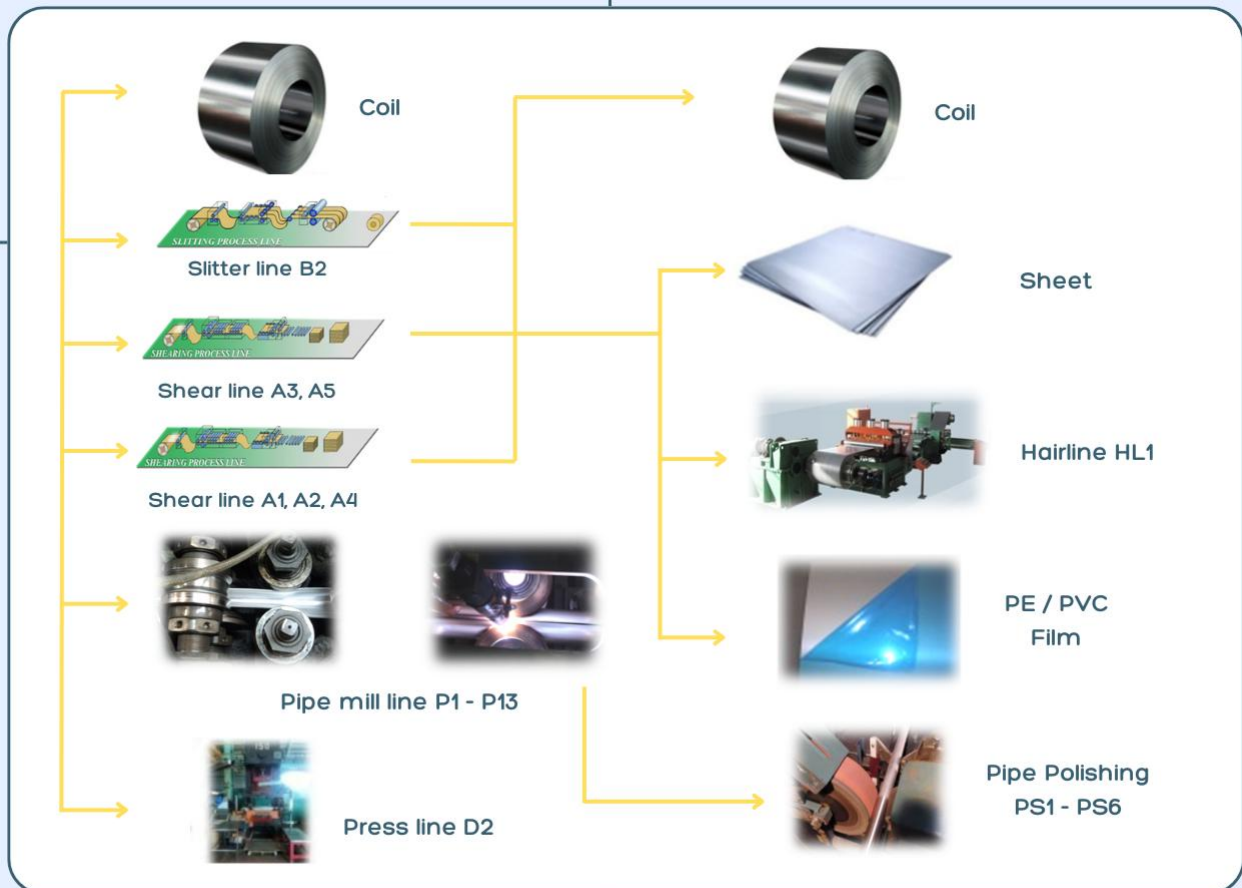 Coil
Coil
SLITTING PROCESS LINE
Slitter line B2
Sheet
SHEARING PROCESS LINE
Shear line A3, A5
Hairline HL1
SHEARING PROCESS LINE
Shear line A1, A2, A4
PE / PVC
Film
Pipe mill line P1 - P13
Pipe Polishing
PS1 - PS6
Press line D2